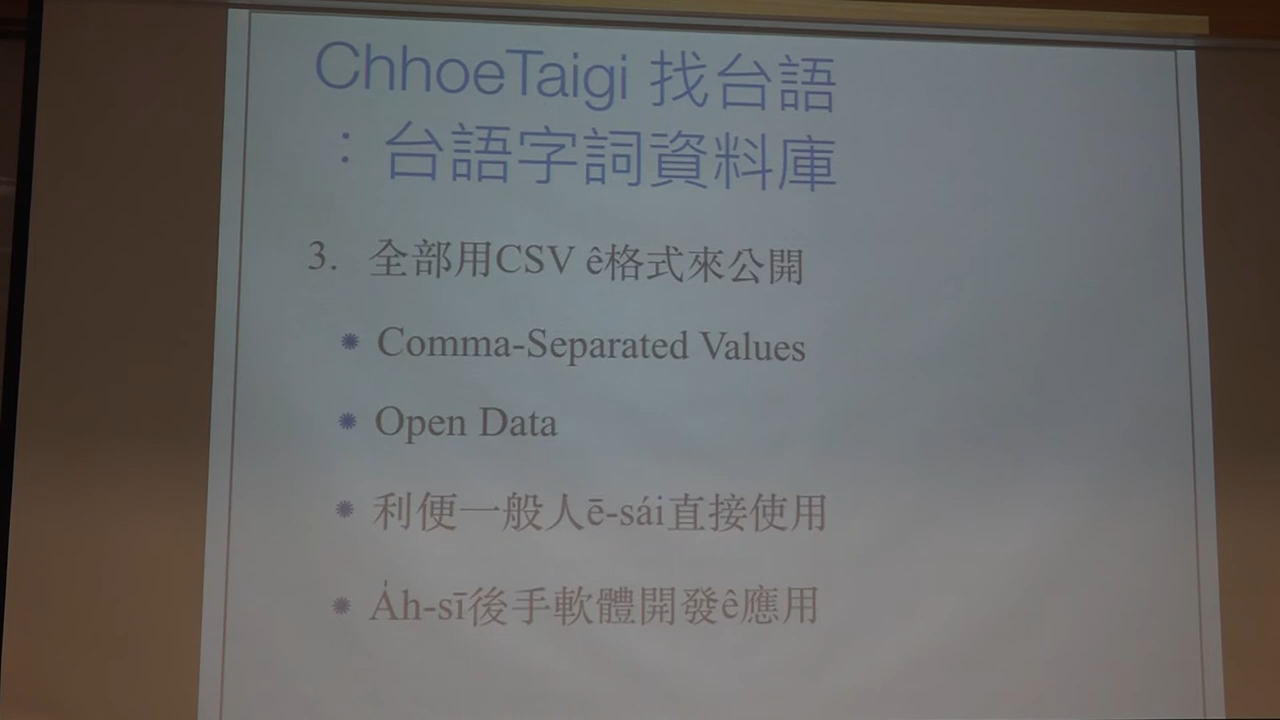 ChhoeTaigi 找台語
：台語字詞資料庫
3. 全部用CSV ê格式來公開
Comma-Separated Values
Open Data
利便一般人ē-sái直接使用
A̍h-sī後手軟體開發ê應用